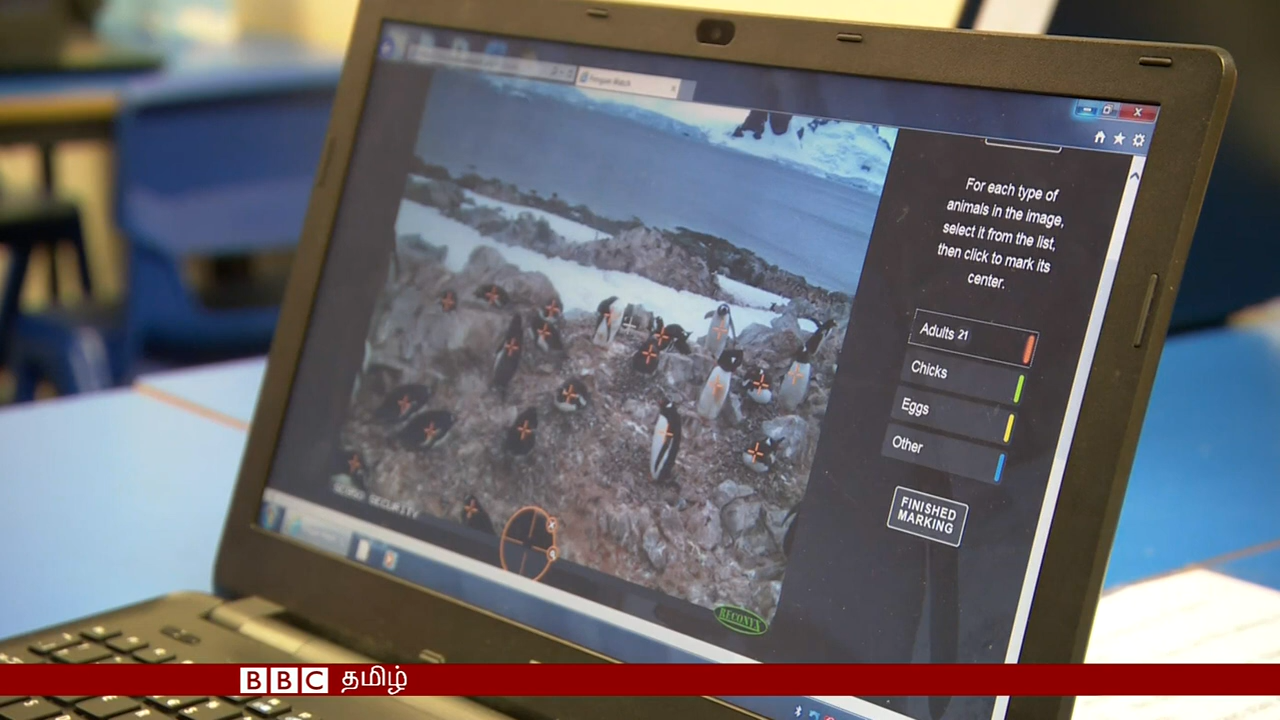 Penguin Watch
For each type of
animals in the image,
select it from the list,
then click to mark its
center.
Adults 21
Chicks
Eggs
Other
FINISHED
MARKING
SECURITY
RECONYX
BBC தமிழ்